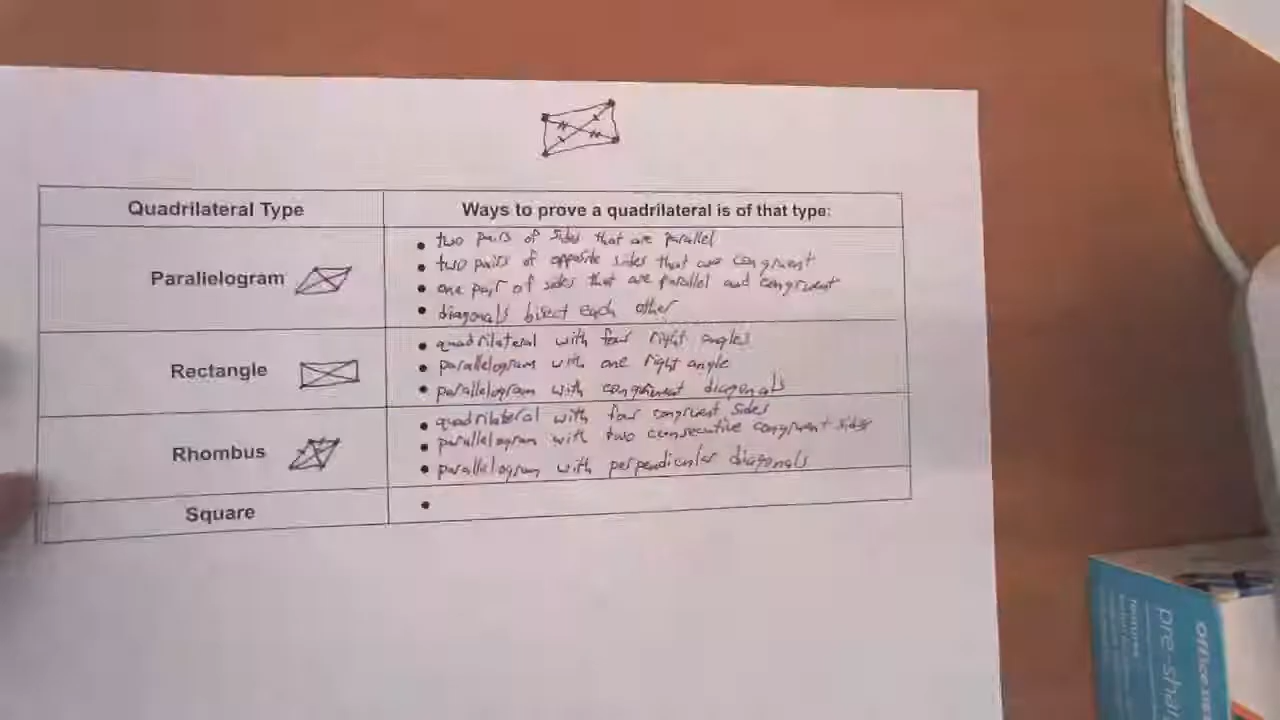 Quadrilateral Type
Ways to prove a quadrilateral is of that type:
Parallelogram
• two pairs of sides that are parallel
• two pairs of opposite sides that are congruent
• one pair of sides that are parallel and congruent
• diagonals bisect each other
Rectangle
• quadrilateral with four right angles
• parallelogram with one right angle
• parallelogram with congruent diagonals
Rhombus
• quadrilateral with four congruent sides
• parallelogram with two consecutive congruent sides
• parallelogram with perpendicular diagonals
Square
•
pre-shar